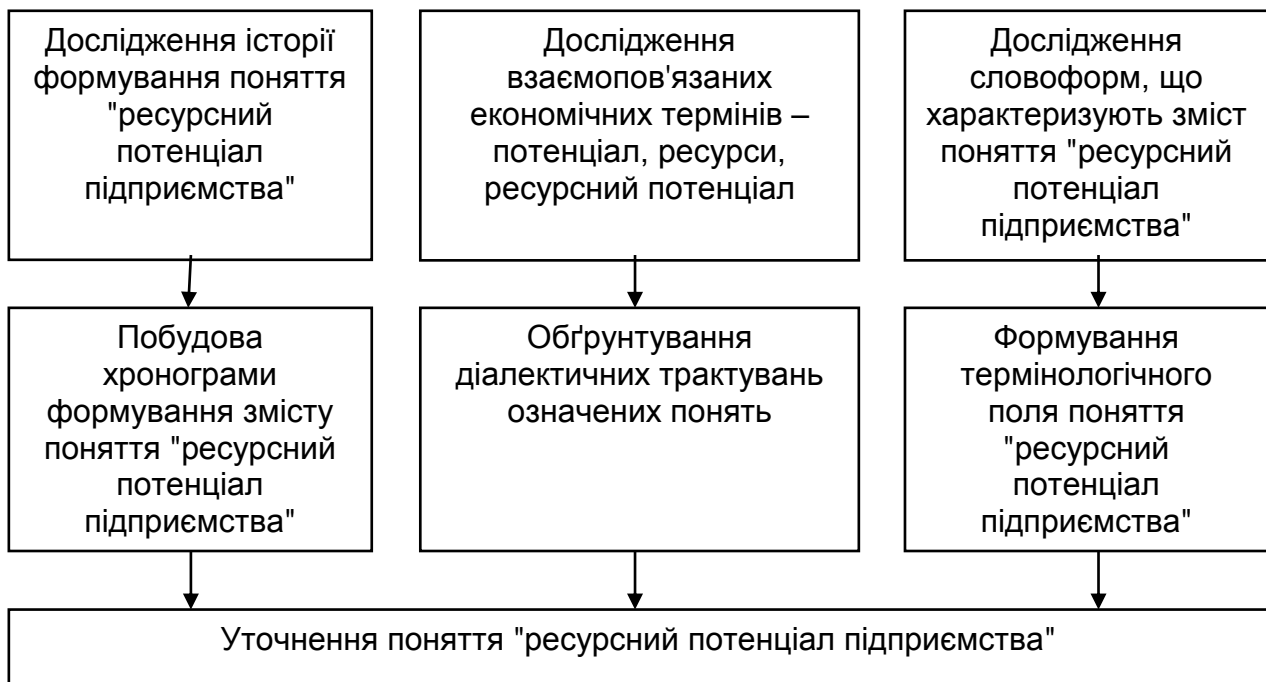 Дослідження історії
формування поняття
"ресурсний
потенціал
підприємства"
Дослідження
взаємопов'язаних
економічних термінів –
потенціал, ресурси,
ресурсний потенціал
Дослідження
словоформ, що
характеризують зміст
поняття "ресурсний
потенціал
підприємства"
Побудова
хронограми
формування змісту
поняття "ресурсний
потенціал
підприємства"
Обґрунтування
діалектичних трактувань
означених понять
Формування
термінологічного
поля поняття
"ресурсний
потенціал
підприємства"
Уточнення поняття "ресурсний потенціал підприємства"